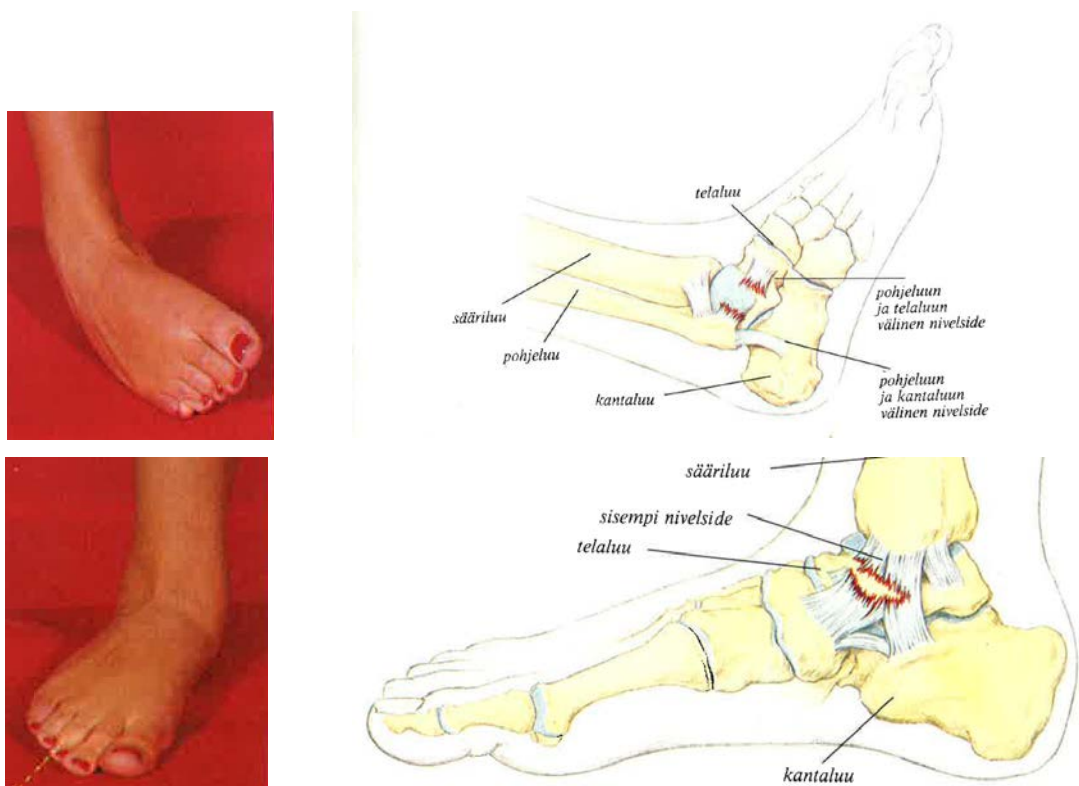 telaluu
pohjeluun
ja telaluun
välinen nivelside
sääriluu
pohjeluu
kantaluu
pohjeluun
ja kantaluun
välinen nivelside
sääriluu
sisempi nivelside
telaluu
kantaluu